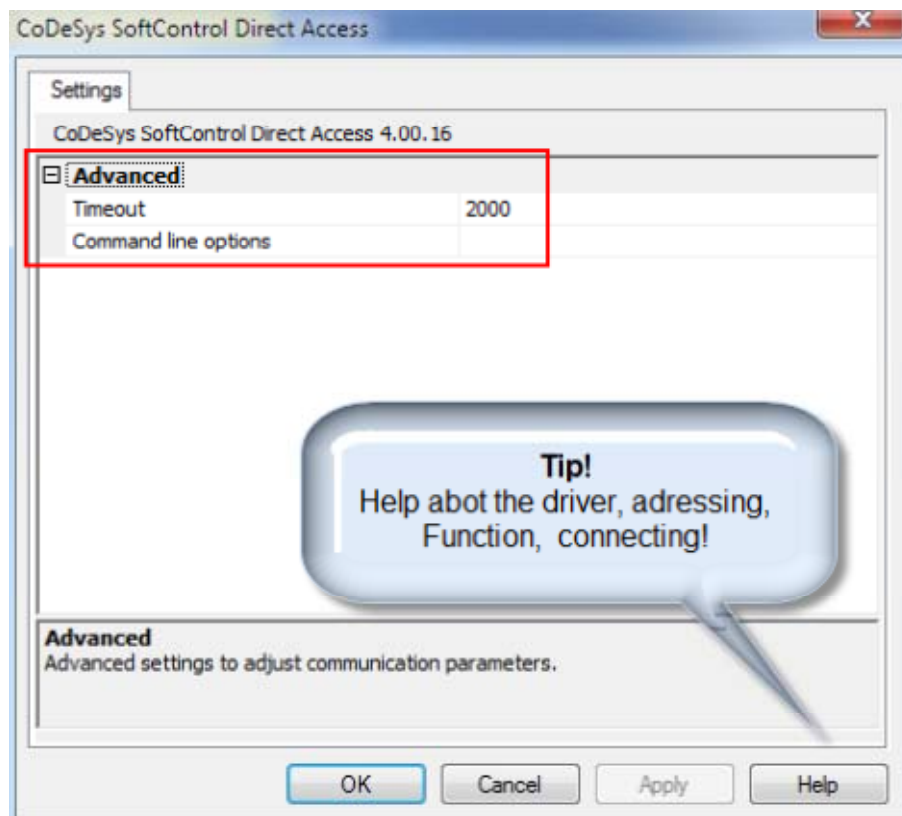 CoDeSys SoftControl Direct Access
Settings
CoDeSys SoftControl Direct Access 4.00.16
Advanced
Timeout 2000
Command line options
Tip!
Help abot the driver, adressing,
Function, connecting!
Advanced
Advanced settings to adjust communication parameters.
OK Cancel Apply Help